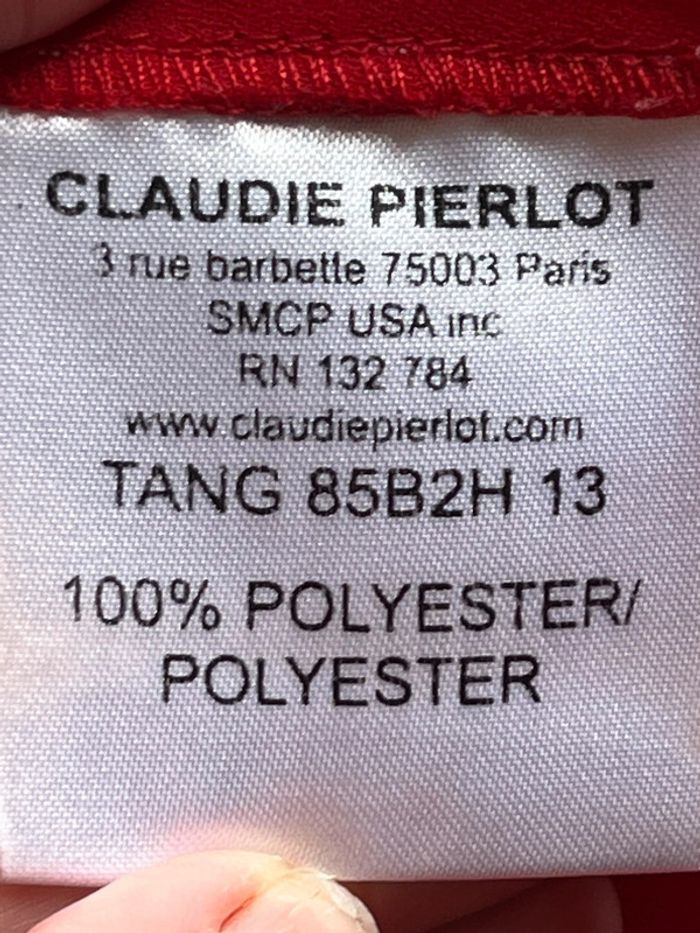 CLAUDIE PIERLOT
3 rue barbette 75003 Paris
SMCP USA inc
RN 132 784
www.claudiepierlot.com
TANG 85B2H 13
100% POLYESTER/
POLYESTER